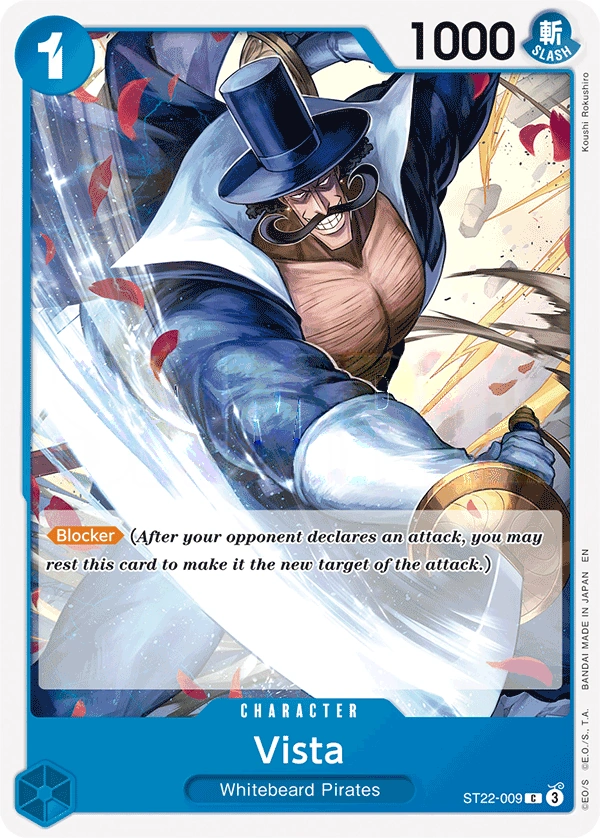 1
1000
斬
SLASH
Koushi Rokushiro
Blocker (After your opponent declares an attack, you may
rest this card to make it the new target of the attack.)
BANDAI MADE IN JAPAN EN
©E.O./S., T.A.
©EO/S
CHARACTER
Vista
Whitebeard Pirates
ST22-009 C 3